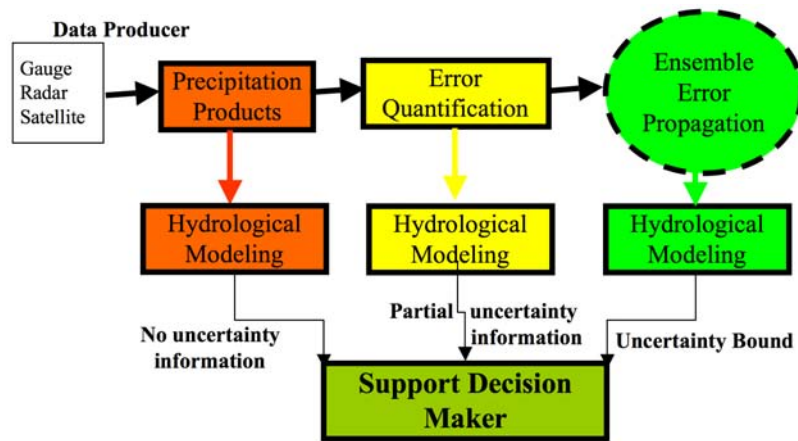 Data Producer
Gauge
Radar
Satellite
Precipitation
Products
Error
Quantification
Ensemble
Error
Propagation
Hydrological
Modeling
Hydrological
Modeling
Hydrological
Modeling
No uncertainty
information
Partial uncertainty
information
Uncertainty Bound
Support Decision
Maker